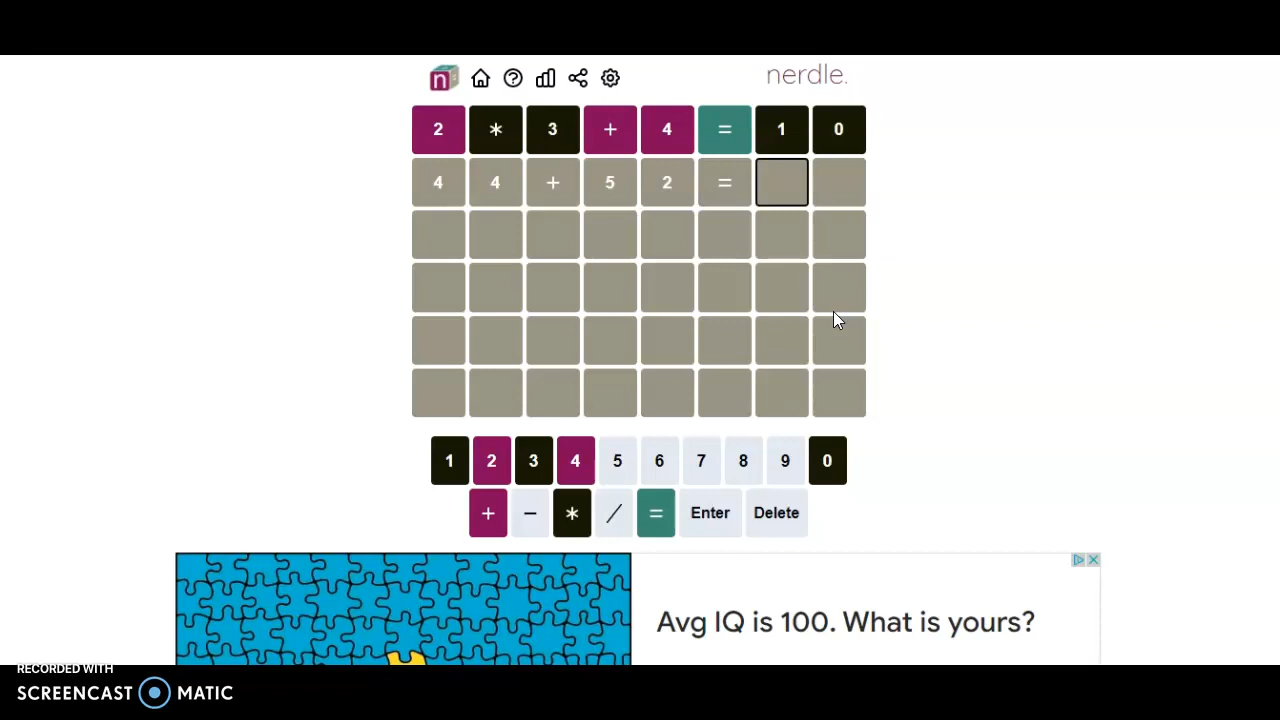 n nerdle.
2 * 3 + 4 = 1 0
4 4 + 5 2 =
1 2 3 4 5 6 7 8 9 0
+ − * / = Enter Delete
Avg IQ is 100. What is yours?
RECORDED WITH
SCREENCAST MATIC